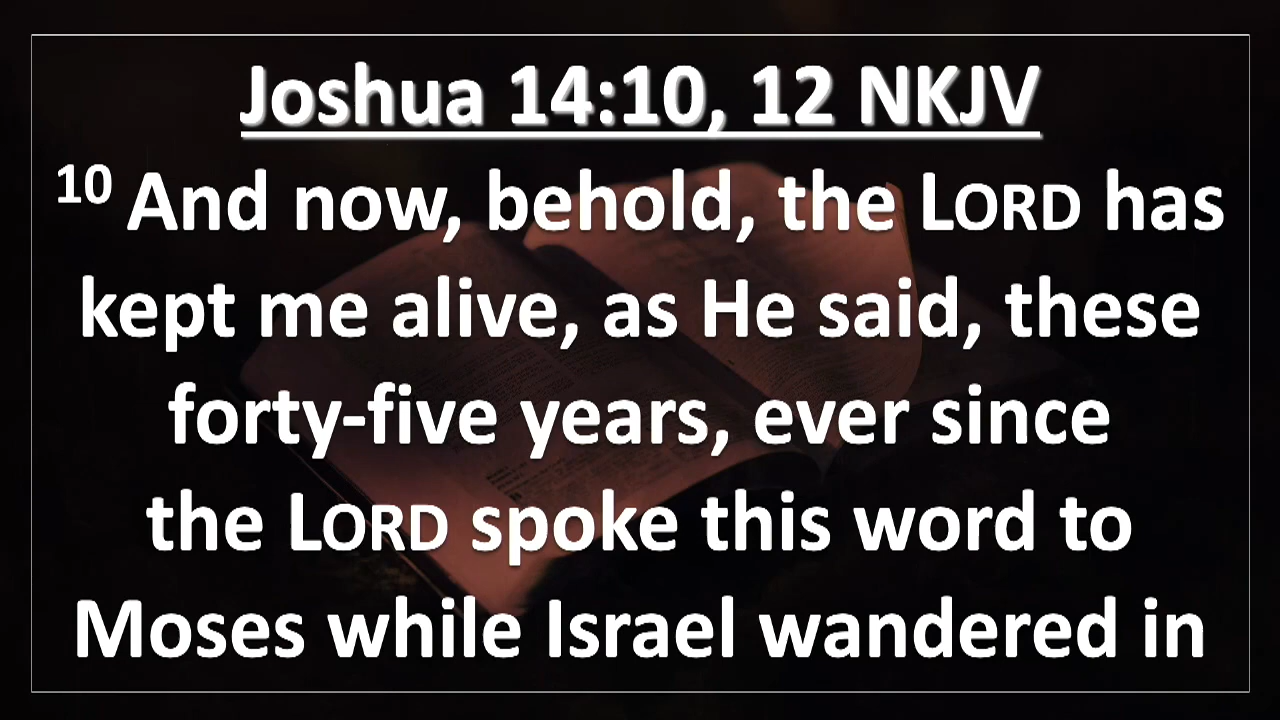 Joshua 14:10, 12 NKJV
10 And now, behold, the LORD has
kept me alive, as He said, these
forty-five years, ever since
the LORD spoke this word to
Moses while Israel wandered in